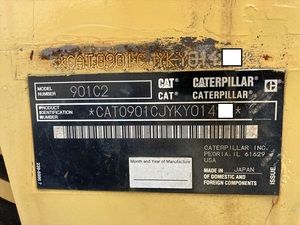 *CAT0901CJYKY014
MODEL NUMBER 901C2 CAT CATERPILLAR
CAT CATERPILLAR
PRODUCT IDENTIFICATION NUMBER *CAT0901CJYKY014 *
CATERPILLAR INC.
PEORIA, IL 61629
USA
Month and Year of Manufacture
MADE IN JAPAN
OF DOMESTIC AND
FOREIGN COMPONENTS
ISSUE